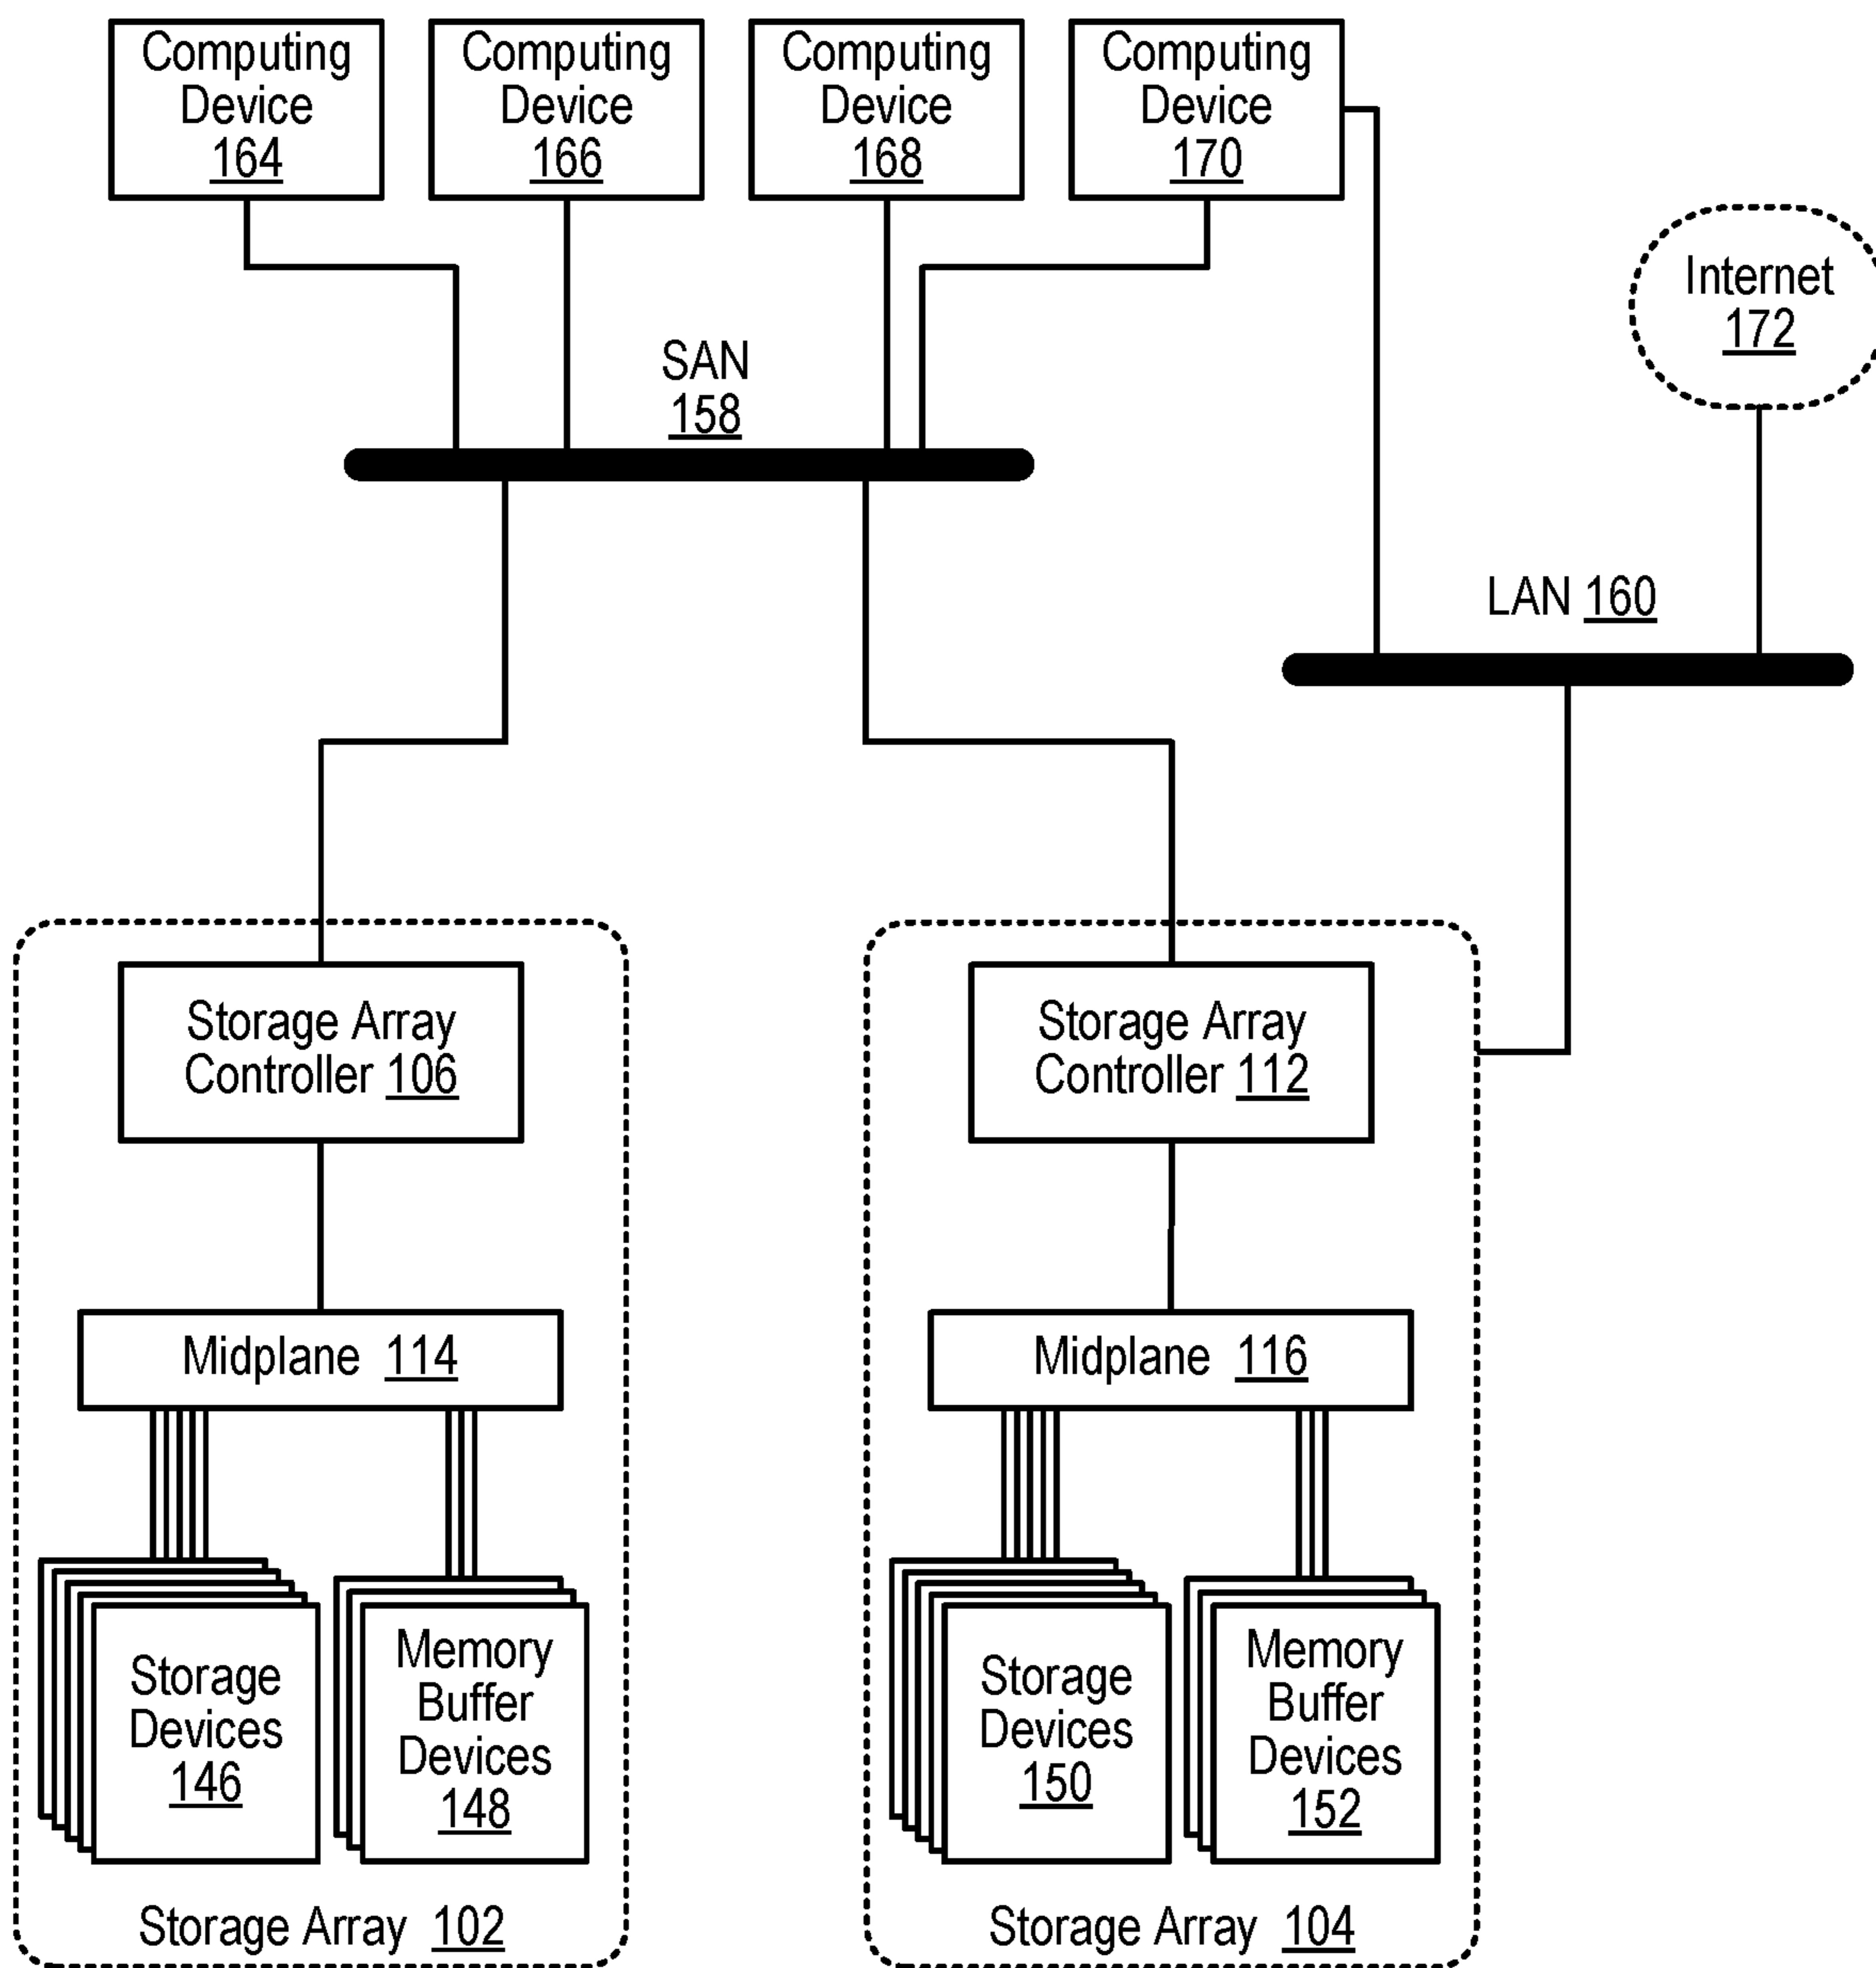 Computing
Device
164
Computing
Device
166
Computing
Device
168
Computing
Device
170
Internet
172
SAN
158
LAN 160
Storage Array
Controller 106
Storage Array
Controller 112
Midplane 114
Midplane 116
Storage
Devices
146
Memory
Buffer
Devices
148
Storage
Devices
150
Memory
Buffer
Devices
152
Storage Array 102
Storage Array 104